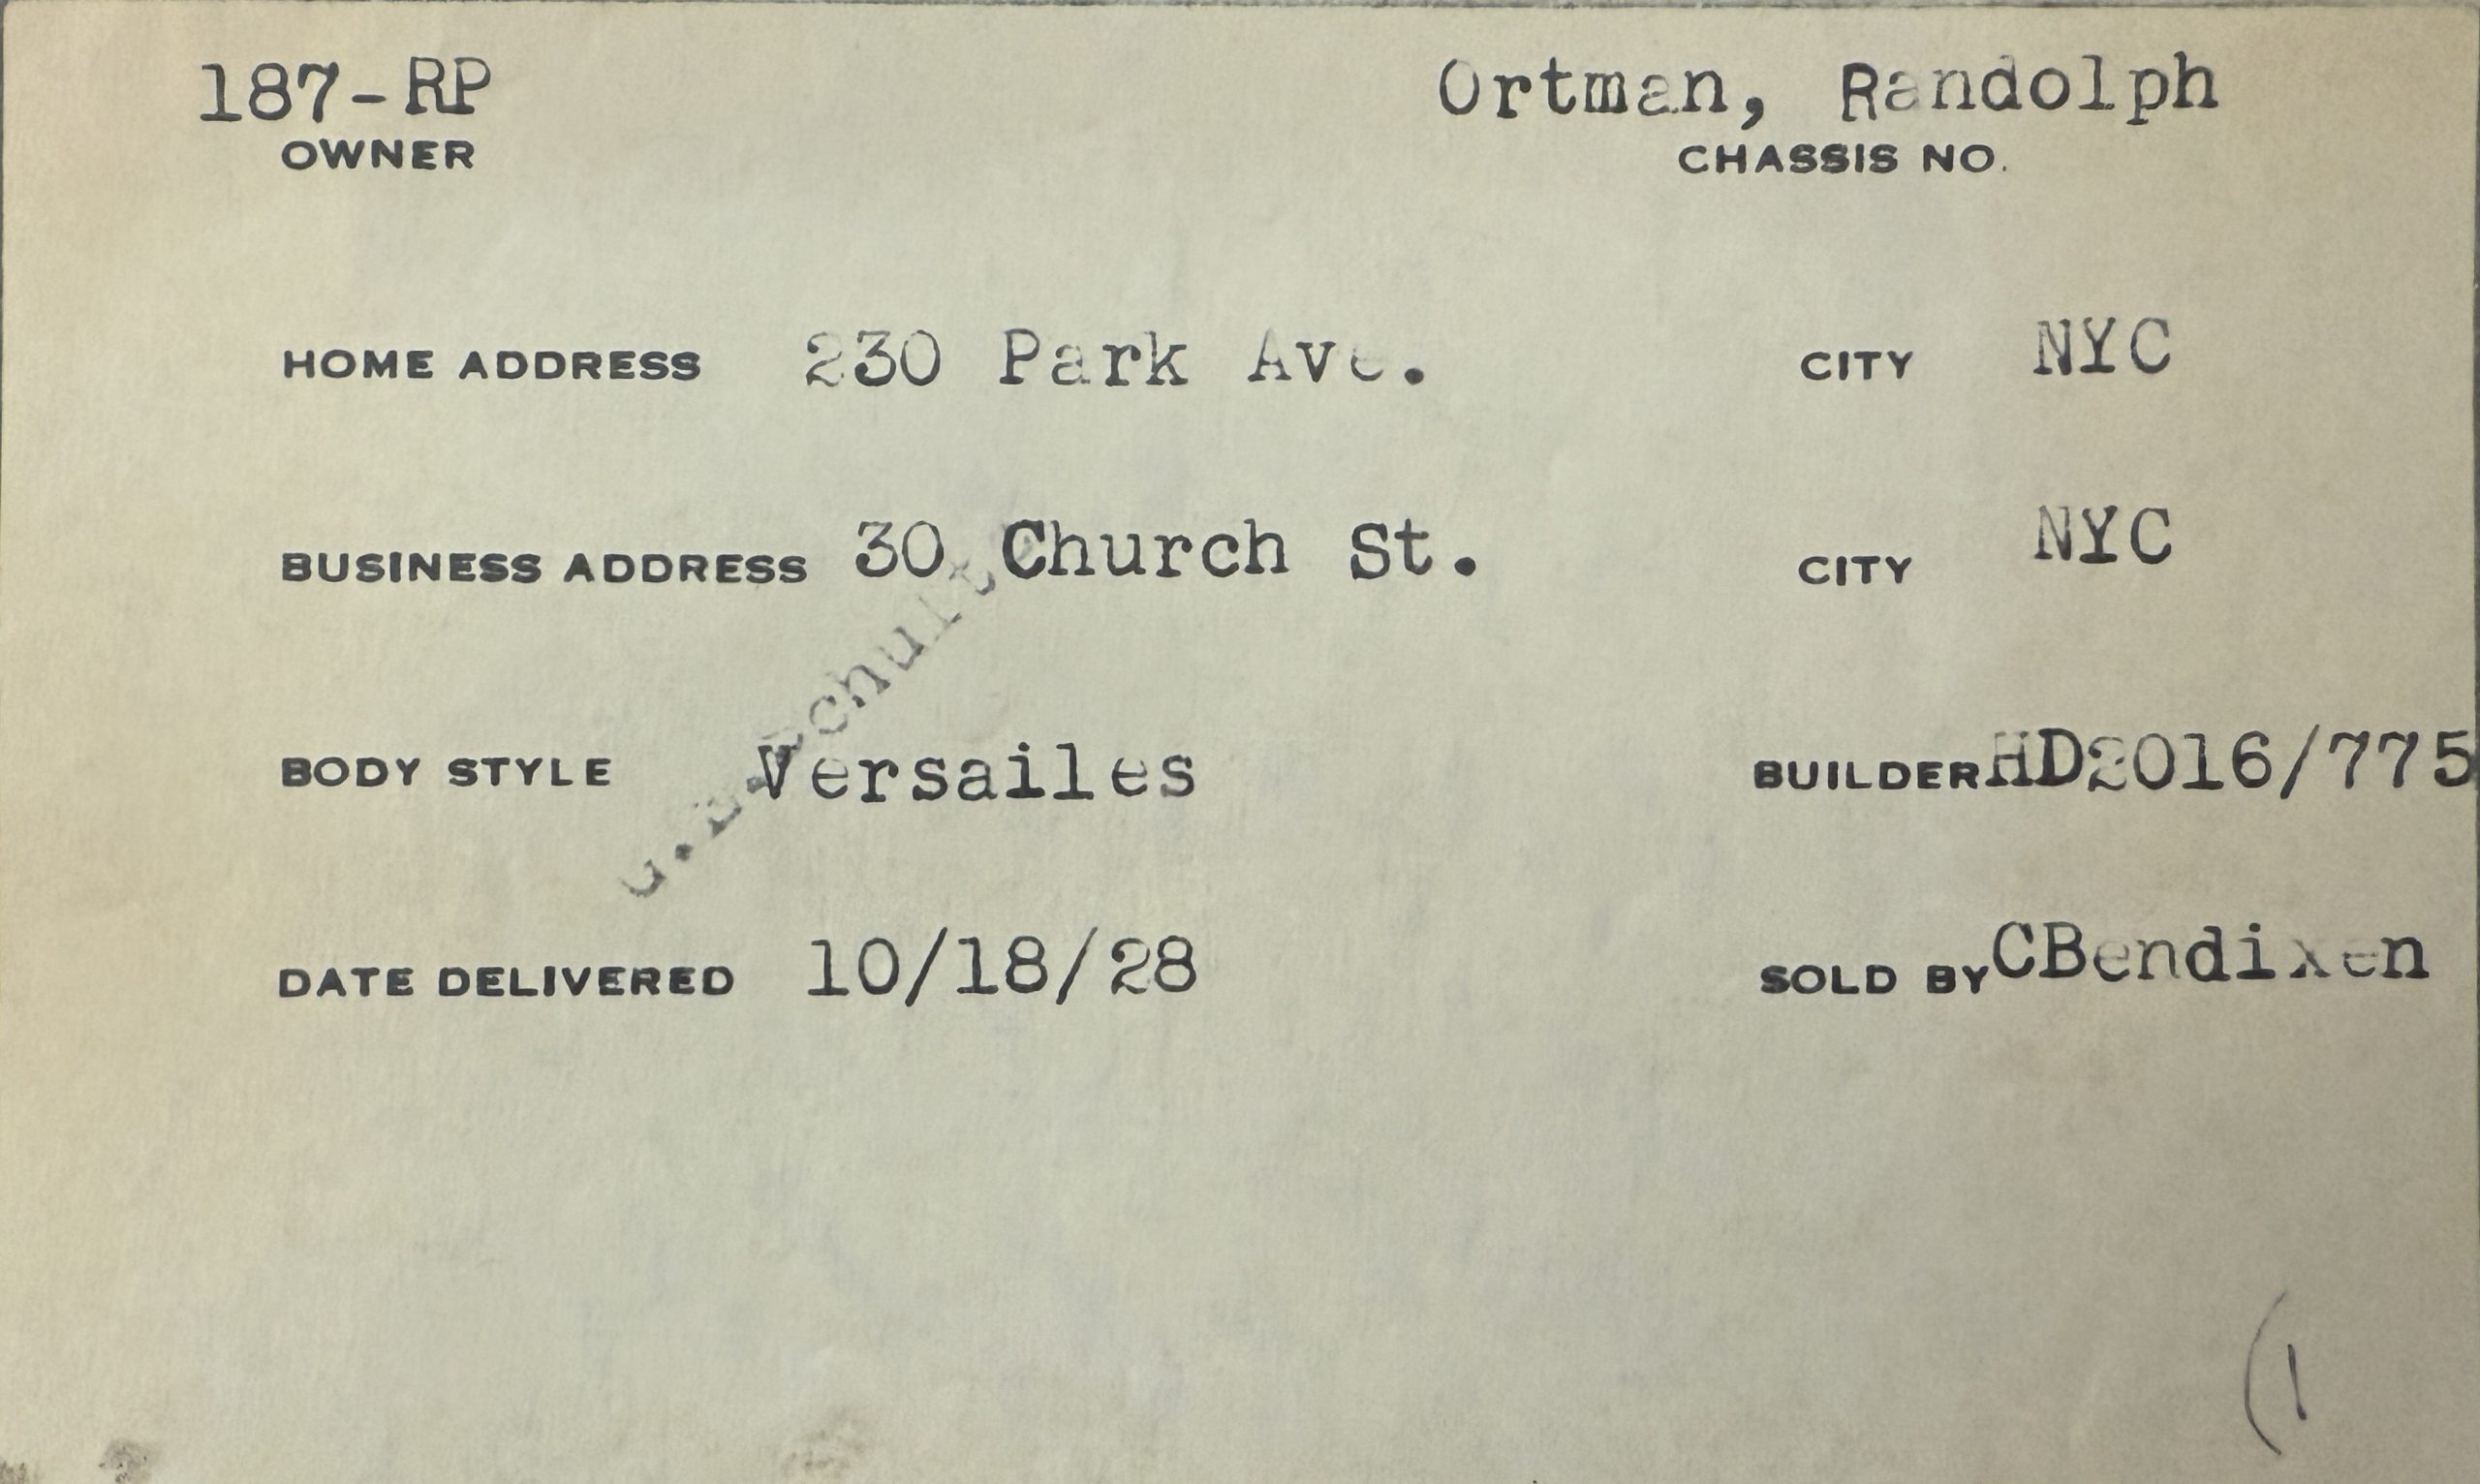 187-RP Ortman, Randolph
OWNER CHASSIS NO.
HOME ADDRESS 230 Park Ave. CITY NYC
BUSINESS ADDRESS 30 Church St. CITY NYC
BODY STYLE Versailes BUILDER HD2016/775
DATE DELIVERED 10/18/28 SOLD BY CBendixen
(1